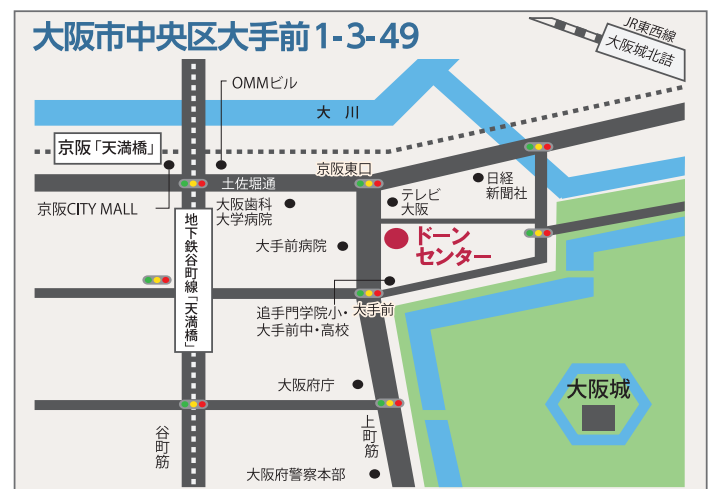 大阪市中央区大手前1-3-49
JR東西線
大阪城北詰
OMMビル
大　川
京阪「天満橋」
京阪東口
土佐堀通
日経
新聞社
テレビ
大阪
京阪CITY MALL
大阪歯科
大学病院
地下鉄谷町線「天満橋」
大手前病院
ドーン
センター
追手門学院小・
大手前中・高校
大手前
大阪府庁
大阪城
谷町筋
上町筋
大阪府警察本部